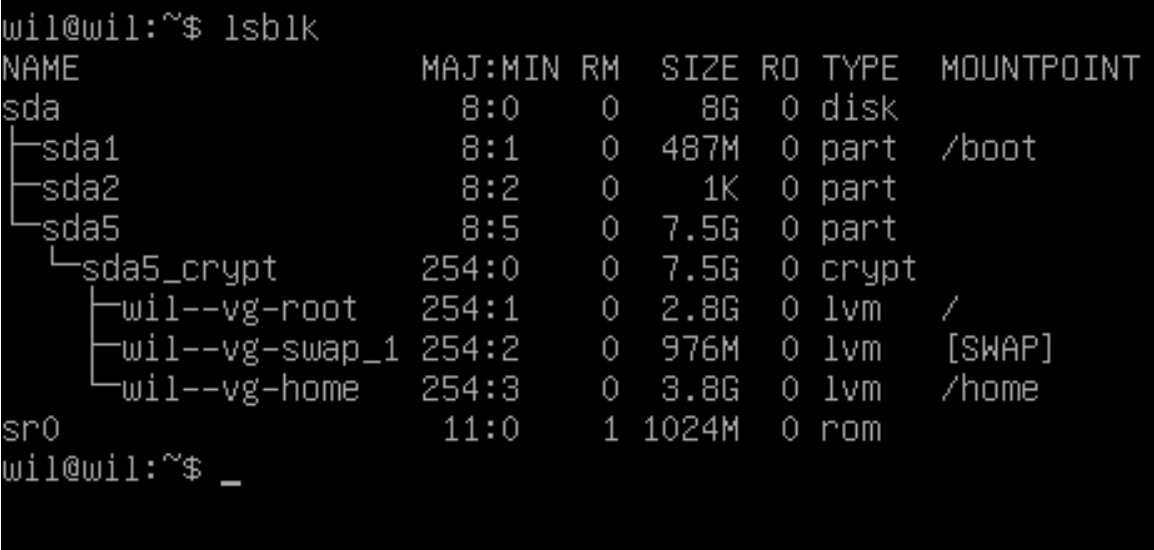 wil@wil:~$ lsblk
NAME                  MAJ:MIN RM  SIZE RO TYPE  MOUNTPOINT
sda                     8:0    0    8G  0 disk
├─sda1                  8:1    0  487M  0 part  /boot
├─sda2                  8:2    0    1K  0 part
└─sda5                  8:5    0  7.5G  0 part
  └─sda5_crypt        254:0    0  7.5G  0 crypt
    ├─wil--vg-root    254:1    0  2.8G  0 lvm   /
    ├─wil--vg-swap_1  254:2    0  976M  0 lvm   [SWAP]
    └─wil--vg-home    254:3    0  3.8G  0 lvm   /home
sr0                    11:0    1 1024M  0 rom
wil@wil:~$ _